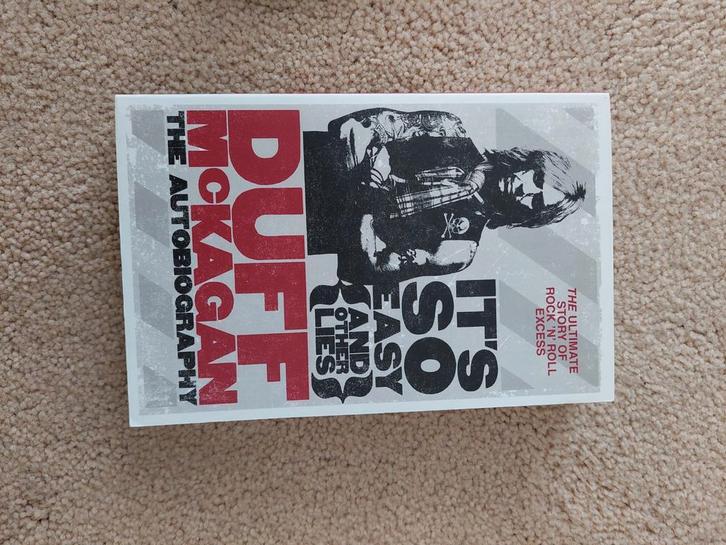 THE ULTIMATE
STORY OF
ROCK 'N' ROLL
EXCESS
IT'S
SO
EASY
{AND
OTHER
LIES}
DUFF
McKAGAN
THE AUTOBIOGRAPHY